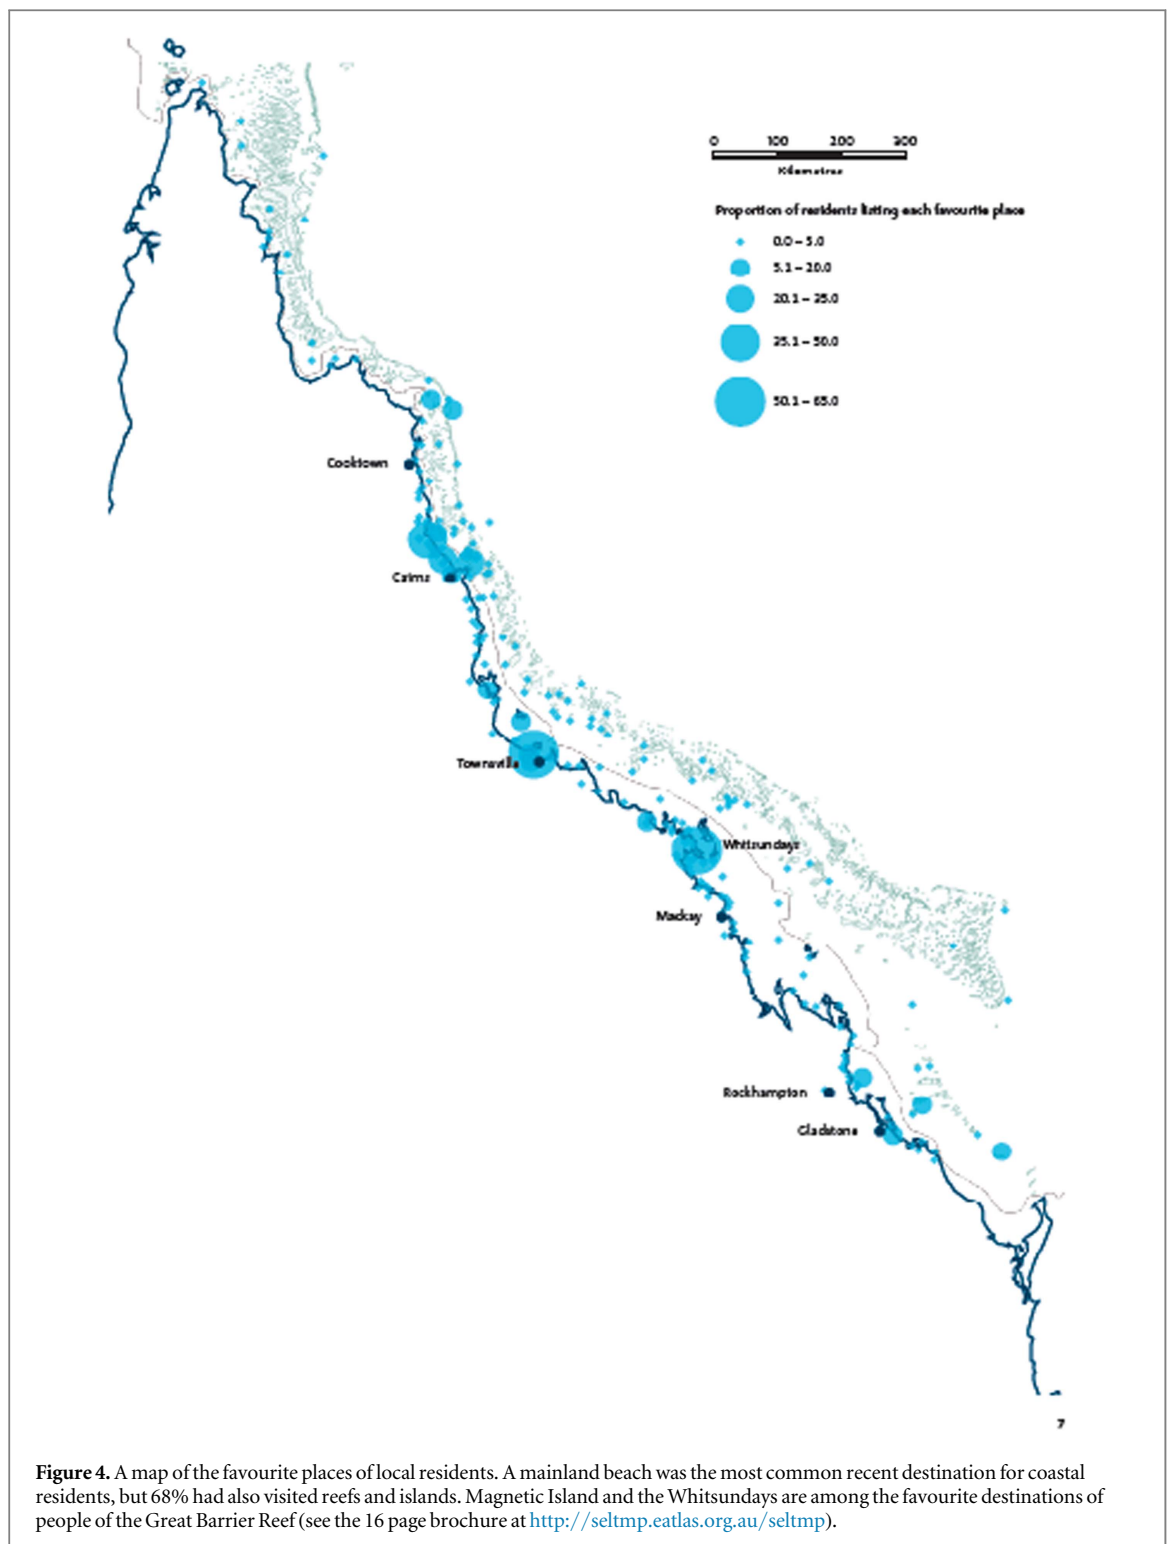 0 100 200 300
Kilometres
Proportion of residents listing each favourite place
0.0 – 5.0
5.1 – 20.0
20.1 – 25.0
25.1 – 50.0
50.1 – 65.0
Cooktown
Cairns
Townsville
Whitsundays
Mackay
Rockhampton
Gladstone
7
Figure 4. A map of the favourite places of local residents. A mainland beach was the most common recent destination for coastal
residents, but 68% had also visited reefs and islands. Magnetic Island and the Whitsundays are among the favourite destinations of
people of the Great Barrier Reef (see the 16 page brochure at http://seltmp.eatlas.org.au/seltmp).